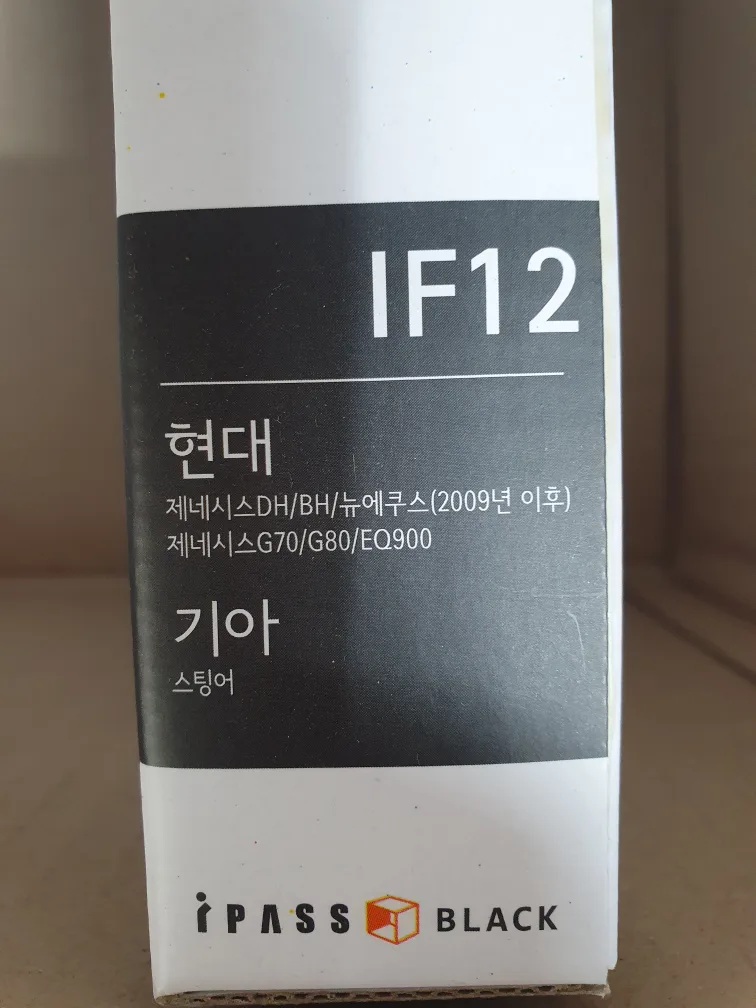 IF12
현대
제네시스DH/BH/뉴에쿠스(2009년 이후)
제네시스G70/G80/EQ900
기아
스팅어
iPASS BLACK